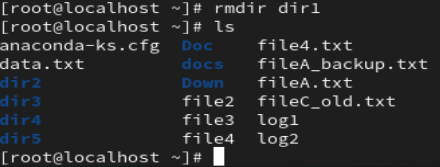 [root@localhost ~]# rmdir dir1
[root@localhost ~]# ls
anaconda-ks.cfg  Doc    file4.txt
data.txt         docs   fileA_backup.txt
dir2             Down   fileA.txt
dir3             file2  fileC_old.txt
dir4             file3  log1
dir5             file4  log2
[root@localhost ~]#